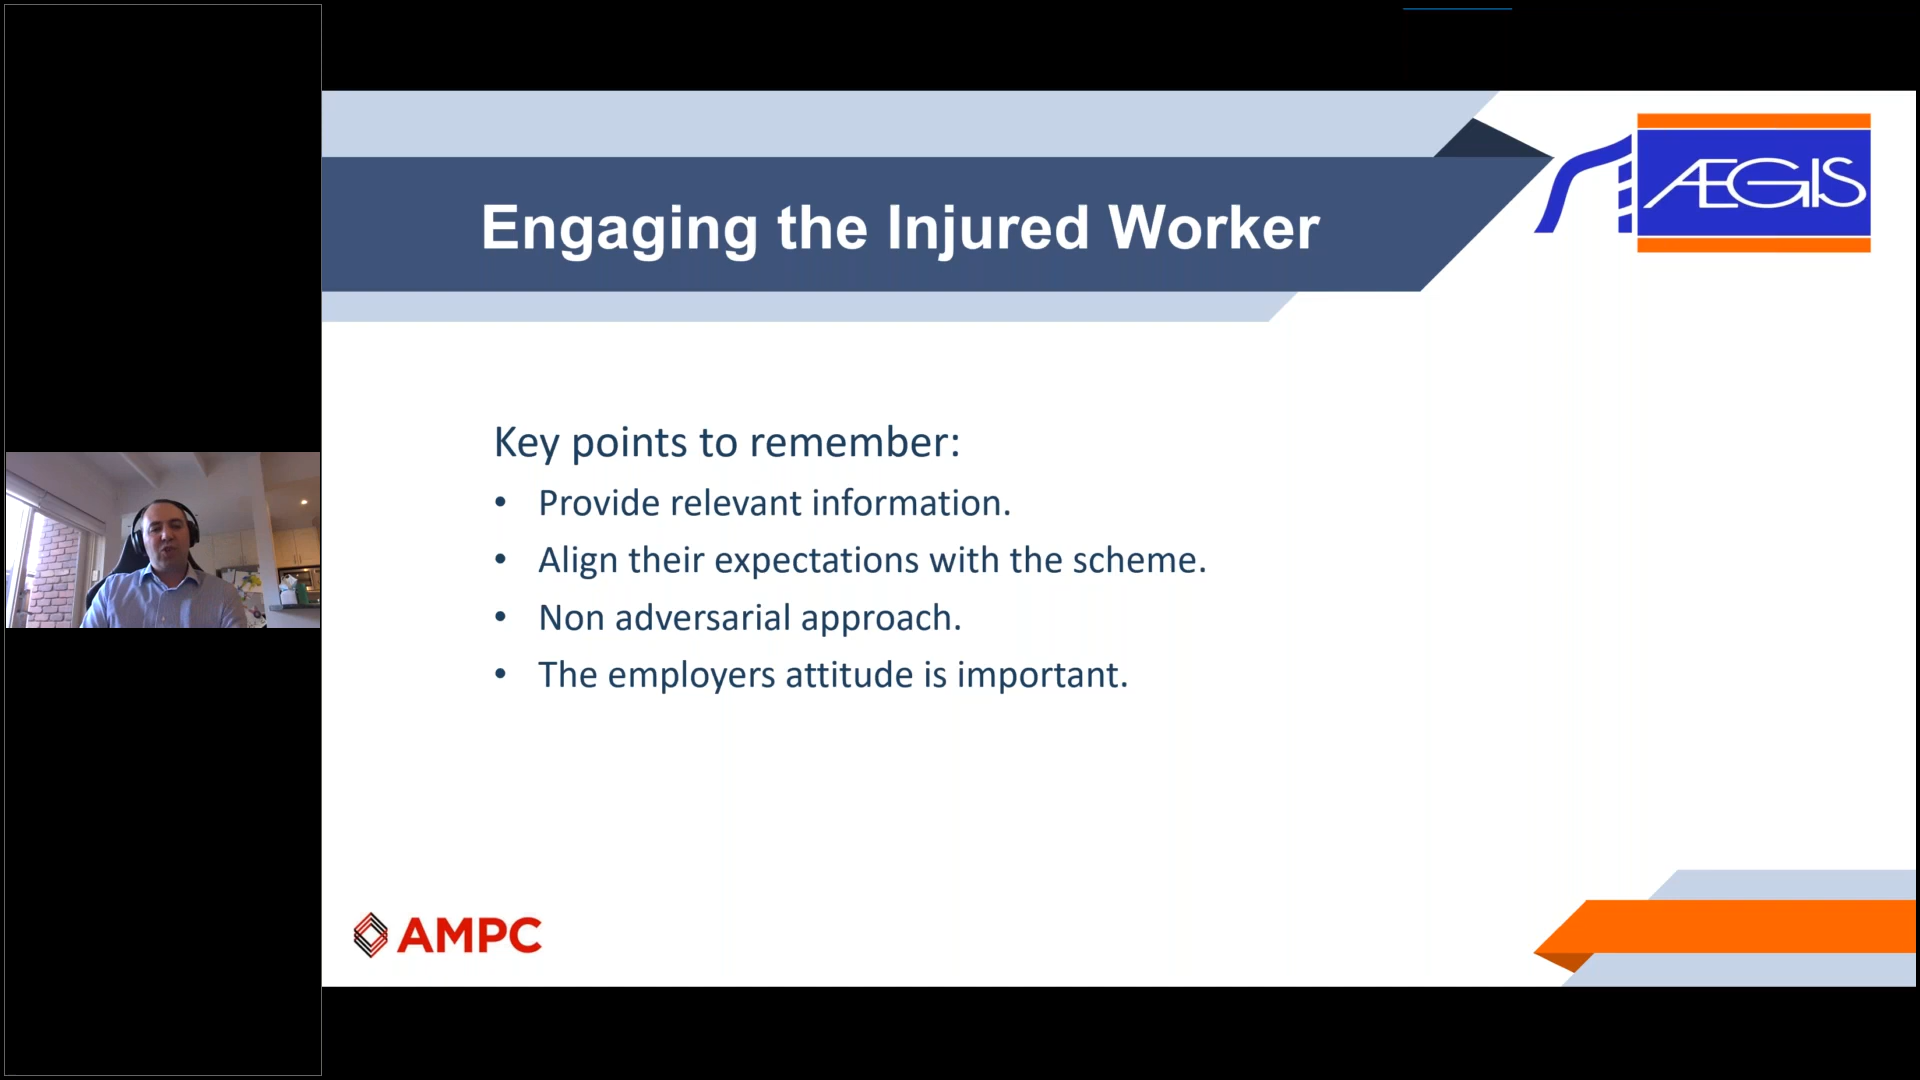 Engaging the Injured Worker
ÆGIS
Key points to remember:
• Provide relevant information.
• Align their expectations with the scheme.
• Non adversarial approach.
• The employers attitude is important.
AMPC